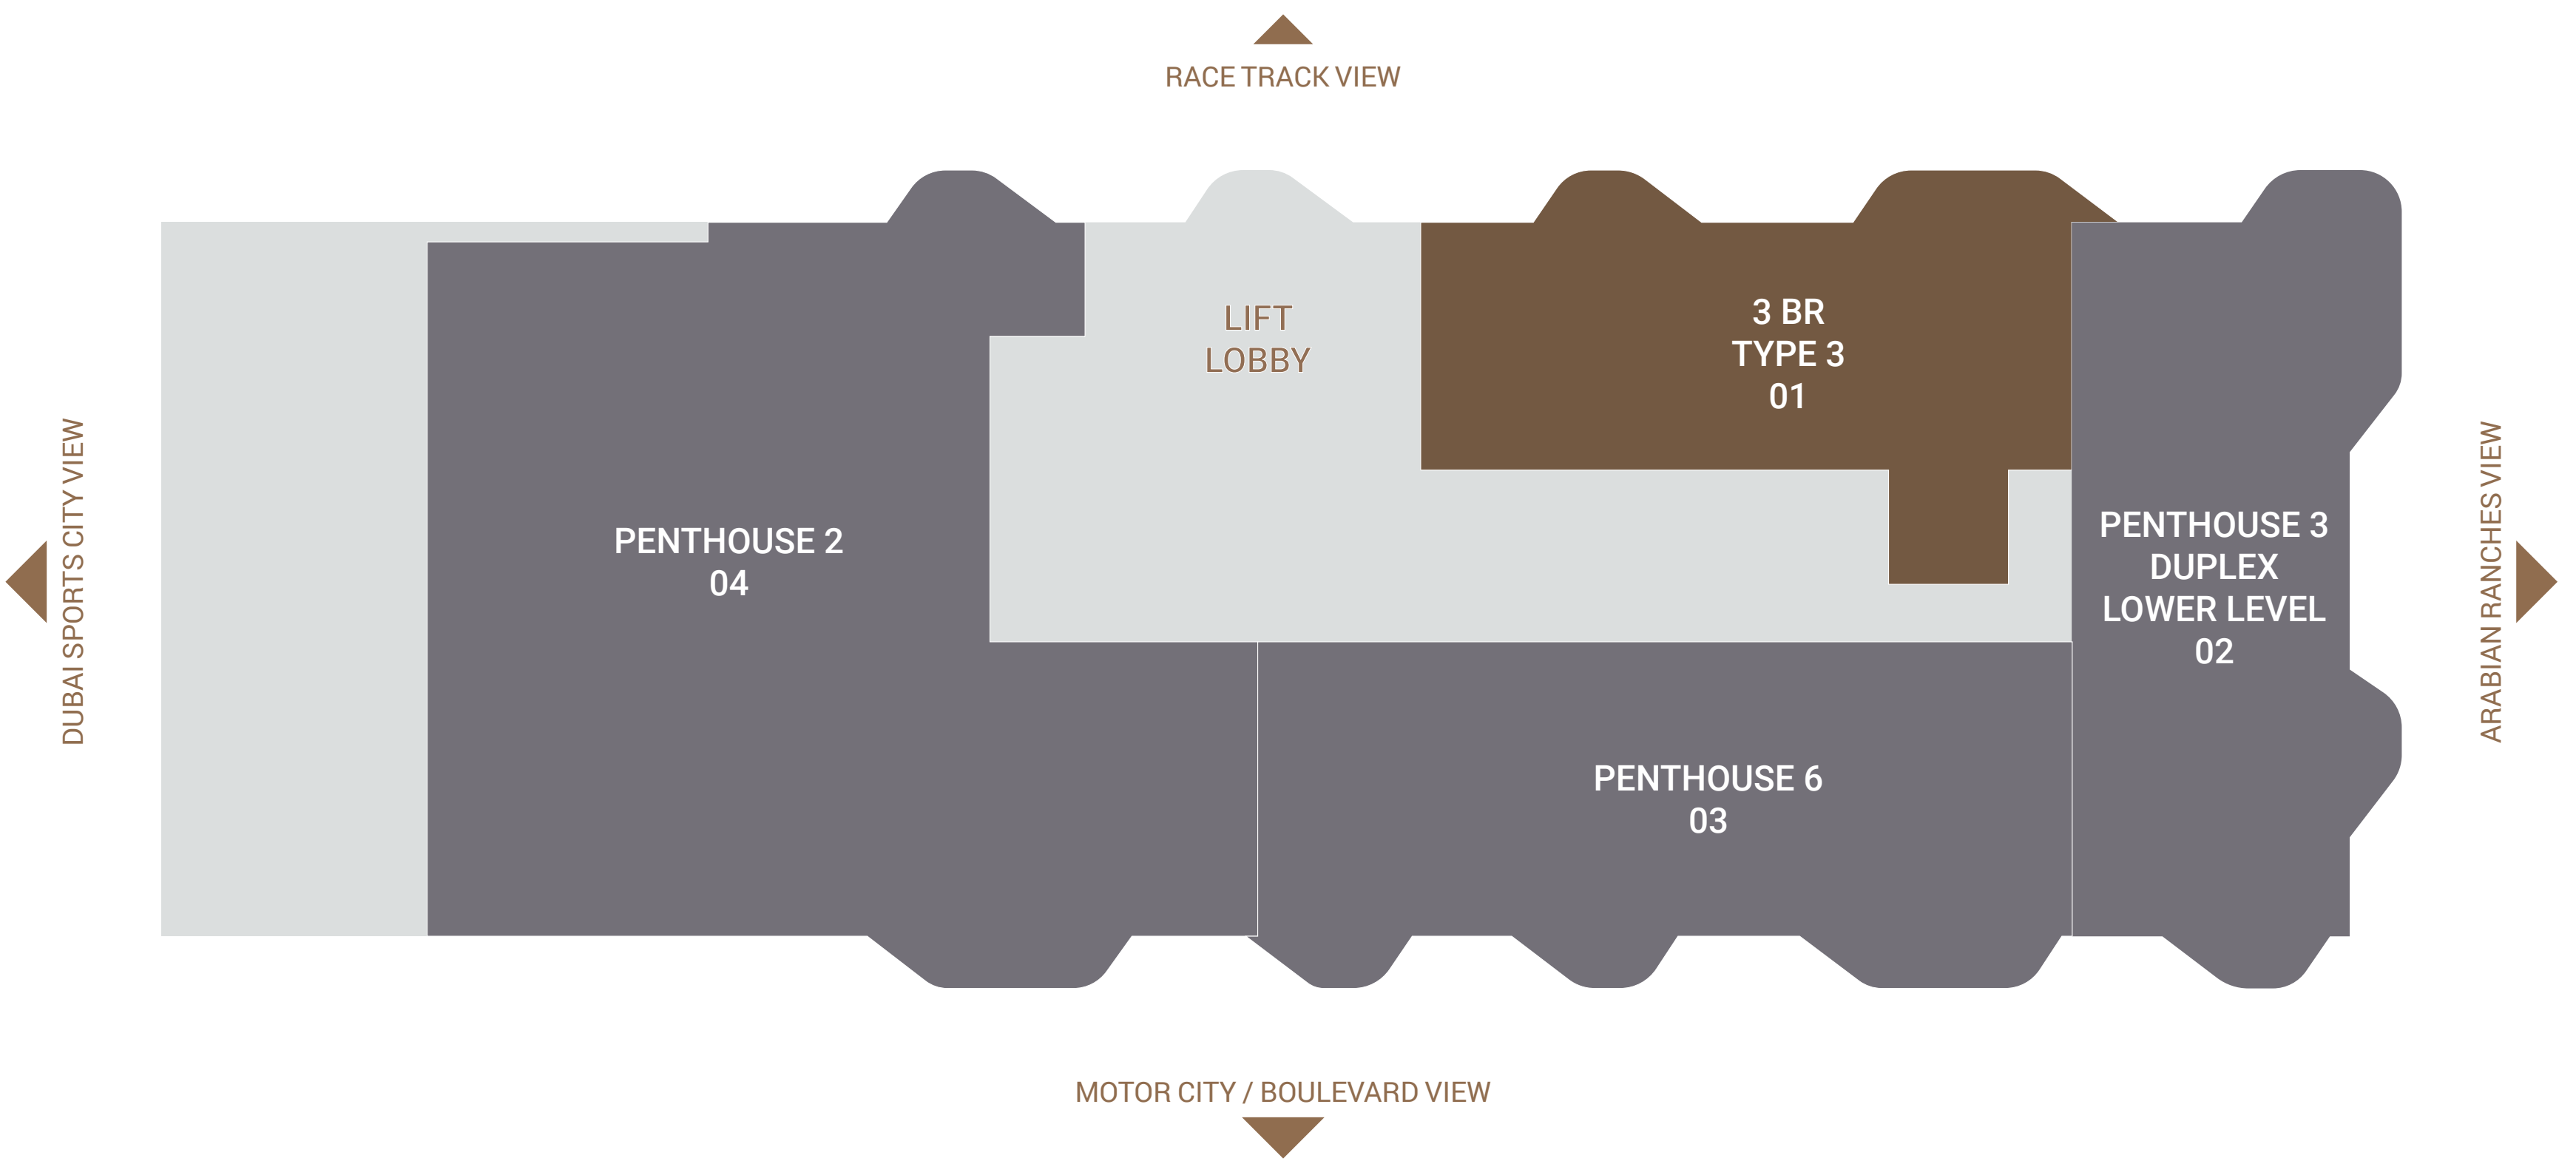 RACE TRACK VIEW
LIFT
LOBBY
3 BR
TYPE 3
01
DUBAI SPORTS CITY VIEW
PENTHOUSE 2
04
PENTHOUSE 3
DUPLEX
LOWER LEVEL
02
ARABIAN RANCHES VIEW
PENTHOUSE 6
03
MOTOR CITY / BOULEVARD VIEW